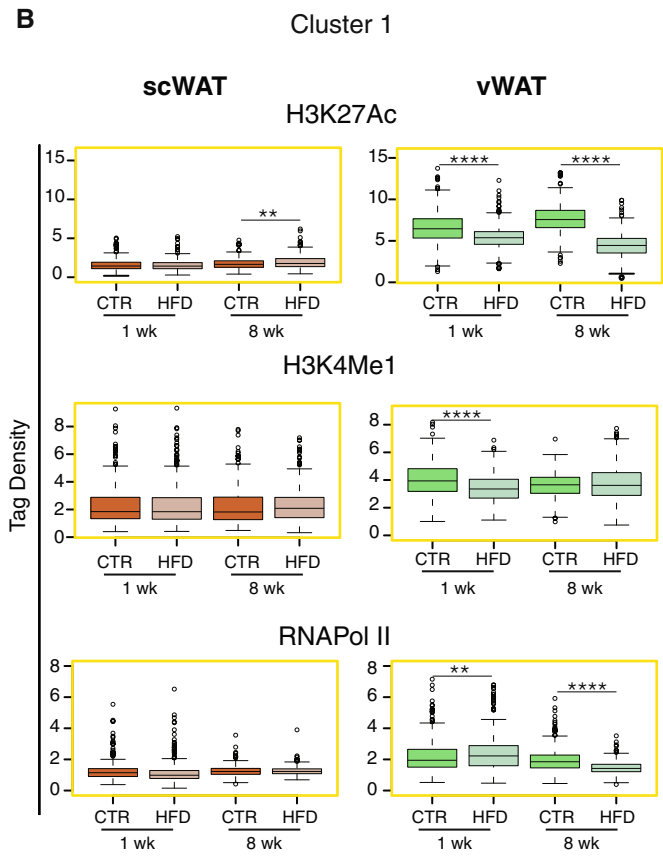 B
Cluster 1
scWAT vWAT
H3K27Ac
15 10 5 0
**
15 10 5 0
**** ****
CTR HFD CTR HFD
1 wk 8 wk
CTR HFD CTR HFD
1 wk 8 wk
H3K4Me1
Tag Density
8 6 4 2 0
8 6 4 2 0
****
CTR HFD CTR HFD
1 wk 8 wk
CTR HFD CTR HFD
1 wk 8 wk
RNAPol II
8 6 4 2 0
8 6 4 2 0
** ****
CTR HFD CTR HFD
1 wk 8 wk
CTR HFD CTR HFD
1 wk 8 wk